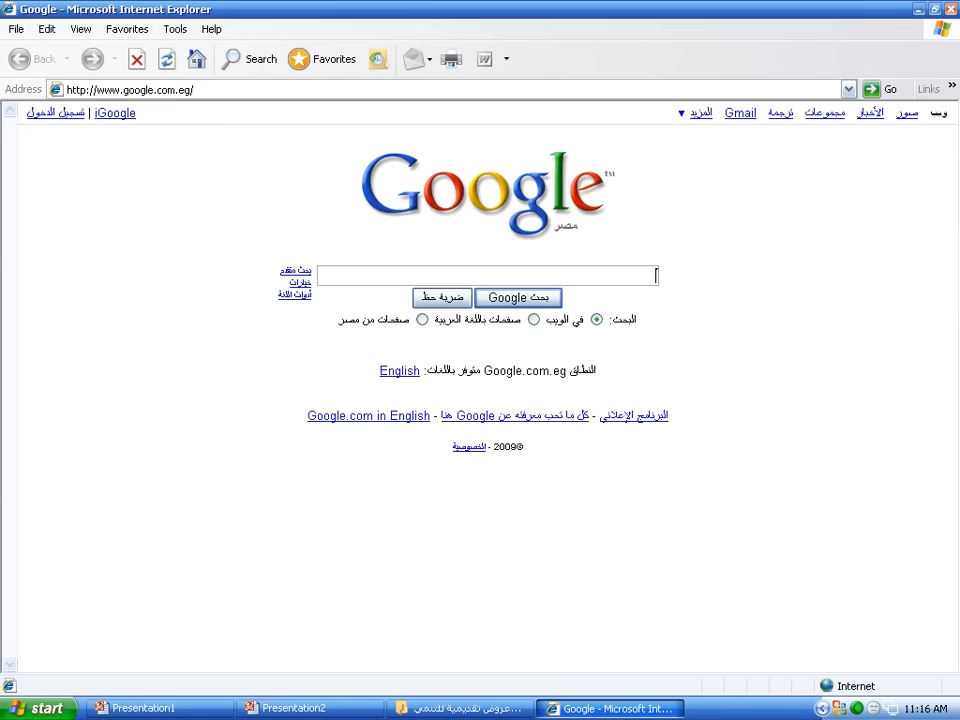 Google - Microsoft Internet Explorer
File Edit View Favorites Tools Help
Back Search Favorites
Address http://www.google.com.eg/ Go Links »
ويب صور الأخبار مجموعات ترجمة Gmail المزيد ▼
iGoogle | تسجيل الدخول
Google™
مصر
بحث متقدم
خيارات
أدوات اللغة
بحث Google ضربة حظ
البحث: في الويب صفحات باللغة العربية صفحات من مصر
النطاق Google.com.eg متوفر باللغات: English
البرنامج الإعلاني - كل ما تحب معرفته عن Google هنا - Google.com in English
©2009 - الخصوصية
Internet
start Presentation1 Presentation2 عروض تقديمية للتنمي... Google - Microsoft Int... 11:16 AM